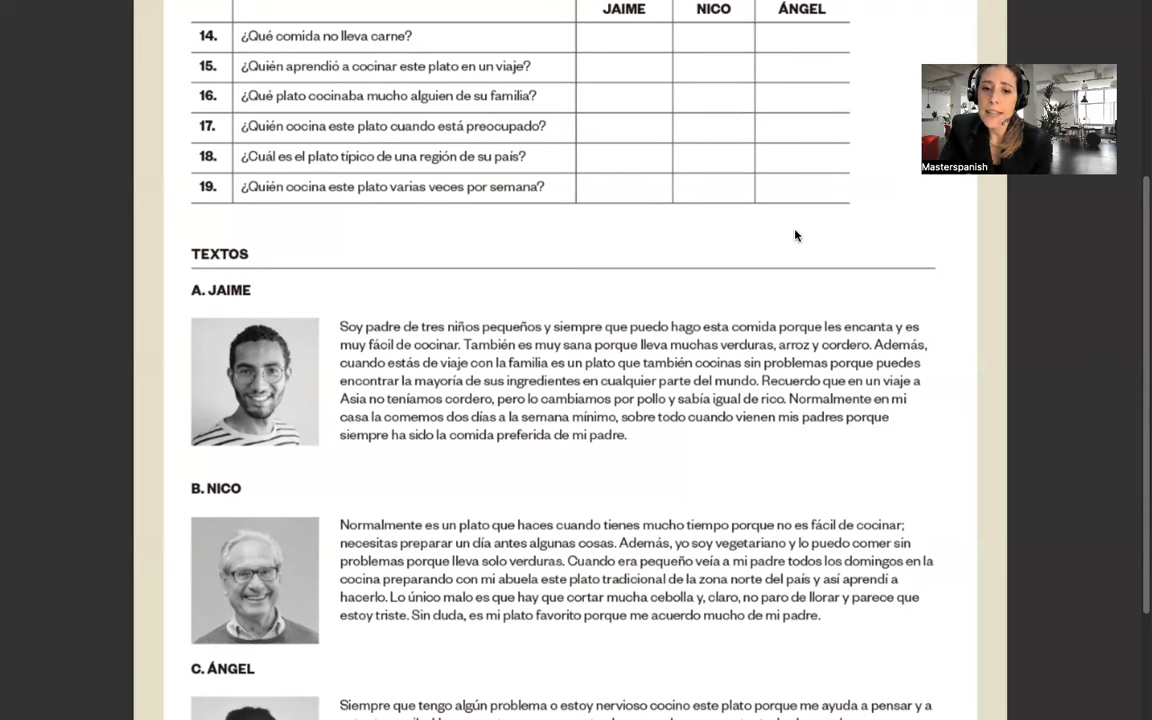 JAIME NICO ÁNGEL
14. ¿Qué comida no lleva carne?
15. ¿Quién aprendió a cocinar este plato en un viaje?
16. ¿Qué plato cocinaba mucho alguien de su familia?
17. ¿Quién cocina este plato cuando está preocupado?
18. ¿Cuál es el plato típico de una región de su país?
19. ¿Quién cocina este plato varias veces por semana?
Masterspanish
TEXTOS
A. JAIME
Soy padre de tres niños pequeños y siempre que puedo hago esta comida porque les encanta y es
muy fácil de cocinar. También es muy sana porque lleva muchas verduras, arroz y cordero. Además,
cuando estás de viaje con la familia es un plato que también cocinas sin problemas porque puedes
encontrar la mayoría de sus ingredientes en cualquier parte del mundo. Recuerdo que en un viaje a
Asia no teníamos cordero, pero lo cambiamos por pollo y sabía igual de rico. Normalmente en mi
casa la comemos dos días a la semana mínimo, sobre todo cuando vienen mis padres porque
siempre ha sido la comida preferida de mi padre.
B. NICO
Normalmente es un plato que haces cuando tienes mucho tiempo porque no es fácil de cocinar;
necesitas preparar un día antes algunas cosas. Además, yo soy vegetariano y lo puedo comer sin
problemas porque lleva solo verduras. Cuando era pequeño veía a mi padre todos los domingos en la
cocina preparando con mi abuela este plato tradicional de la zona norte del país y así aprendí a
hacerlo. Lo único malo es que hay que cortar mucha cebolla y, claro, no paro de llorar y parece que
estoy triste. Sin duda, es mi plato favorito porque me acuerdo mucho de mi padre.
C. ÁNGEL
Siempre que tengo algún problema o estoy nervioso cocino este plato porque me ayuda a pensar y a